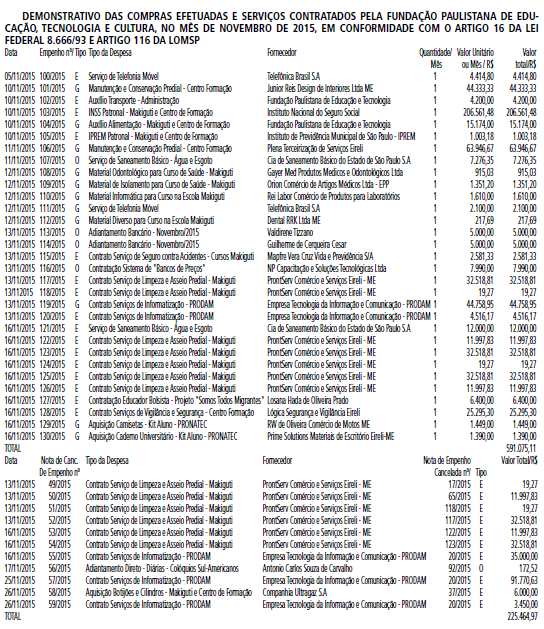 DEMONSTRATIVO DAS COMPRAS EFETUADAS E SERVIÇOS CONTRATADOS PELA FUNDAÇÃO PAULISTANA DE EDU-
CAÇÃO, TECNOLOGIA E CULTURA, NO MÊS DE NOVEMBRO DE 2015, EM CONFORMIDADE COM O ARTIGO 16 DA LEI
FEDERAL 8.666/93 E ARTIGO 116 DA LOMSP
Data Empenho nº/ Tipo Tipo da Despesa Fornecedor Quantidade/ Valor Unitário Valor
Mês ou Mês / R$ total/R$
05/11/2015 100/2015 E Serviço de Telefonia Móvel Telefônica Brasil S.A 1 4.414,80 4.414,80
10/11/2015 101/2015 G Manutenção e Conservação Predial - Centro Formação Junior Reis Design de Interiores Ltda ME 1 44.333,33 44.333,33
10/11/2015 102/2015 E Auxílio Transporte - Administração Fundação Paulistana de Educação e Tecnologia 1 4.200,00 4.200,00
10/11/2015 103/2015 E INSS Patronal - Makiguti e Centro de Formação Instituto Nacional do Seguro Social 1 206.561,48 206.561,48
10/11/2015 104/2015 G Auxílio Alimentação - Makiguti e Centro de Formação Fundação Paulistana de Educação e Tecnologia 1 15.174,00 15.174,00
10/11/2015 105/2015 E IPREM Patronal - Makiguti e Centro de Formação Instituto de Previdência Municipal de São Paulo - IPREM 1 1.003,18 1.003,18
11/11/2015 106/2015 G Manutenção e Conservação Predial - Centro Formação Plena Terceirização de Serviços Eireli 1 63.946,67 63.946,67
11/11/2015 107/2015 O Serviço de Saneamento Básico - Água e Esgoto Cia de Saneamento Básico do Estado de São Paulo S.A 1 7.276,35 7.276,35
12/11/2015 108/2015 G Material Odontológico para Curso de Saúde - Makiguti Gayer Med Produtos Medicos e Odontológicos Ltda 1 915,03 915,03
12/11/2015 109/2015 G Material de Isolamento para Curso de Saúde - Makiguti Orion Comércio de Artigos Médicos Ltda - EPP 1 1.351,20 1.351,20
12/11/2015 110/2015 G Material Informática para Curso na Escola Makiguti Rei Labor Comércio de Produtos para Laboratórios 1 1.610,00 1.610,00
12/11/2015 111/2015 G Serviço de Telefonia Móvel Telefônica Brasil S.A 1 2.100,00 2.100,00
12/11/2015 112/2015 G Material Diverso para Curso na Escola Makiguti Dental RRK Ltda ME 1 217,69 217,69
13/11/2015 113/2015 O Adiantamento Bancário - Novembro/2015 Valdirene Tizzano 1 5.000,00 5.000,00
13/11/2015 114/2015 O Adiantamento Bancário - Novembro/2015 Guilherme de Cerqueira Cesar 1 5.000,00 5.000,00
13/11/2015 115/2015 E Contrato Serviço de Seguro contra Acidentes - Cursos Makiguti Mapfre Vera Cruz Vida e Previdência S/A 1 2.581,33 2.581,33
13/11/2015 116/2015 O Contratação Sistema de "Bancos de Preços" NP Capacitação e Soluções Tecnológicas Ltda 1 7.990,00 7.990,00
13/11/2015 117/2015 E Contrato Serviço de Limpeza e Asseio Predial - Makiguti ProntServ Comércio e Serviços Eireli - ME 1 32.518,81 32.518,81
13/11/2015 118/2015 E Contrato Serviço de Limpeza e Asseio Predial - Makiguti ProntServ Comércio e Serviços Eireli - ME 1 19,27 19,27
13/11/2015 119/2015 G Contrato Serviços de Informatização - PRODAM Empresa Tecnologia da Informação e Comunicação - PRODAM 1 44.758,95 44.758,95
13/11/2015 120/2015 E Contrato Serviços de Informatização - PRODAM Empresa Tecnologia da Informação e Comunicação - PRODAM 1 4.516,17 4.516,17
16/11/2015 121/2015 E Serviço de Saneamento Básico - Água e Esgoto Cia de Saneamento Básico do Estado de São Paulo S.A 1 12.000,00 12.000,00
16/11/2015 122/2015 E Contrato Serviço de Limpeza e Asseio Predial - Makiguti ProntServ Comércio e Serviços Eireli - ME 1 11.997,83 11.997,83
16/11/2015 123/2015 E Contrato Serviço de Limpeza e Asseio Predial - Makiguti ProntServ Comércio e Serviços Eireli - ME 1 32.518,81 32.518,81
16/11/2015 124/2015 E Contrato Serviço de Limpeza e Asseio Predial - Makiguti ProntServ Comércio e Serviços Eireli - ME 1 19,27 19,27
16/11/2015 125/2015 E Contrato Serviço de Limpeza e Asseio Predial - Makiguti ProntServ Comércio e Serviços Eireli - ME 1 32.518,81 32.518,81
16/11/2015 126/2015 E Contrato Serviço de Limpeza e Asseio Predial - Makiguti ProntServ Comércio e Serviços Eireli - ME 1 11.997,83 11.997,83
16/11/2015 127/2015 E Contratação Educador Bolsista - Projeto "Somos Todos Migrantes" Losana Hada de Oliveira Prado 1 6.400,00 6.400,00
16/11/2015 128/2015 E Contrato Serviços de Vigilância e Segurança - Centro Formação Lógica Segurança e Vigilância Eireli 1 25.295,30 25.295,30
16/11/2015 129/2015 G Aquisição Camisetas - Kit Aluno - PRONATEC RW de Oliveira Comércio de Motos ME 1 1.449,00 1.449,00
16/11/2015 130/2015 G Aquisição Caderno Universitário - Kit Aluno - PRONATEC Prime Solutions Materiais de Escritório Eireli-ME 1 1.390,00 1.390,00
TOTAL 591.075,11
Data Nota de Canc. Tipo da Despesa Fornecedor Nota de Empenho Valor Total/R$
De Empenho nº Cancelada nº Tipo
13/11/2015 49/2015 Contrato Serviço de Limpeza e Asseio Predial - Makiguti ProntServ Comércio e Serviços Eireli - ME 17/2015 E 19,27
13/11/2015 50/2015 Contrato Serviço de Limpeza e Asseio Predial - Makiguti ProntServ Comércio e Serviços Eireli - ME 65/2015 E 11.997,83
13/11/2015 51/2015 Contrato Serviço de Limpeza e Asseio Predial - Makiguti ProntServ Comércio e Serviços Eireli - ME 118/2015 E 19,27
13/11/2015 52/2015 Contrato Serviço de Limpeza e Asseio Predial - Makiguti ProntServ Comércio e Serviços Eireli - ME 117/2015 E 32.518,81
16/11/2015 53/2015 Contrato Serviço de Limpeza e Asseio Predial - Makiguti ProntServ Comércio e Serviços Eireli - ME 122/2015 E 11.997,83
16/11/2015 54/2015 Contrato Serviço de Limpeza e Asseio Predial - Makiguti ProntServ Comércio e Serviços Eireli - ME 123/2015 E 32.518,81
16/11/2015 55/2015 Contrato Serviços de Informatização - PRODAM Empresa Tecnologia da Informação e Comunicação - PRODAM 20/2015 E 35.000,00
17/11/2015 56/2015 Adiantamento Direto - Diárias - Colóquios Sul-Americanos Antonio Carlos Souza de Carvalho 92/2015 O 172,52
25/11/2015 57/2015 Contrato Serviços de Informatização - PRODAM Empresa Tecnologia da Informação e Comunicação - PRODAM 20/2015 E 91.770,63
26/11/2015 58/2015 Aquisição Botijões e Cilindros - Makiguti e Centro de Formação Companhia Ultragaz S.A 37/2015 E 6.000,00
26/11/2015 59/2015 Contrato Serviços de Informatização - PRODAM Empresa Tecnologia da Informação e Comunicação - PRODAM 20/2015 E 3.450,00
TOTAL 225.464,97